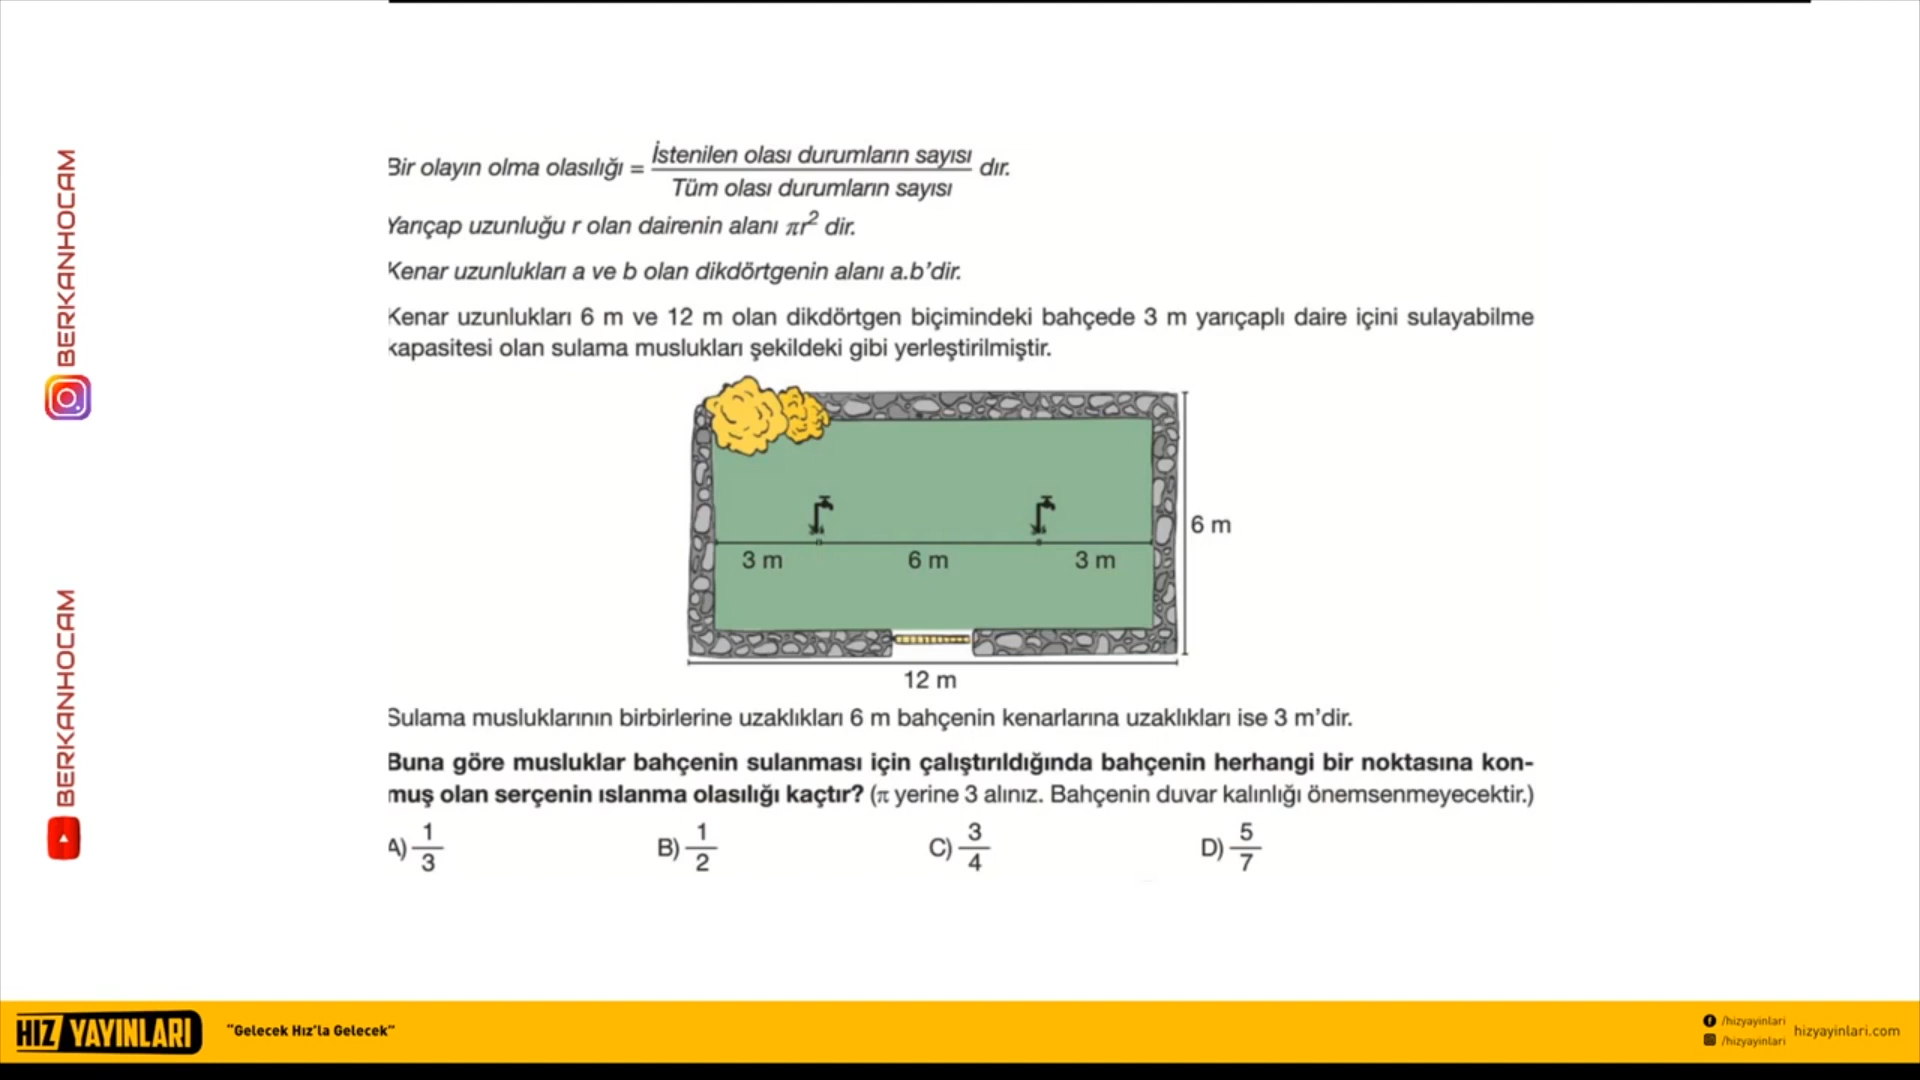 BERKANHOCAM
BERKANHOCAM
Bir olayın olma olasılığı = İstenilen olası durumların sayısı / Tüm olası durumların sayısı dır.
Yarıçap uzunluğu r olan dairenin alanı πr² dir.
Kenar uzunlukları a ve b olan dikdörtgenin alanı a.b'dir.
Kenar uzunlukları 6 m ve 12 m olan dikdörtgen biçimindeki bahçede 3 m yarıçaplı daire içini sulayabilme
kapasitesi olan sulama muslukları şekildeki gibi yerleştirilmiştir.
6 m
3 m 6 m 3 m
12 m
Sulama musluklarının birbirlerine uzaklıkları 6 m bahçenin kenarlarına uzaklıkları ise 3 m'dir.
Buna göre musluklar bahçenin sulanması için çalıştırıldığında bahçenin herhangi bir noktasına kon-
muş olan serçenin ıslanma olasılığı kaçtır? (π yerine 3 alınız. Bahçenin duvar kalınlığı önemsenmeyecektir.)
A) 1/3 B) 1/2 C) 3/4 D) 5/7
HIZ YAYINLARI
"Gelecek Hız'la Gelecek"
/hizyayinlari
/hizyayinlari
hizyayinlari.com